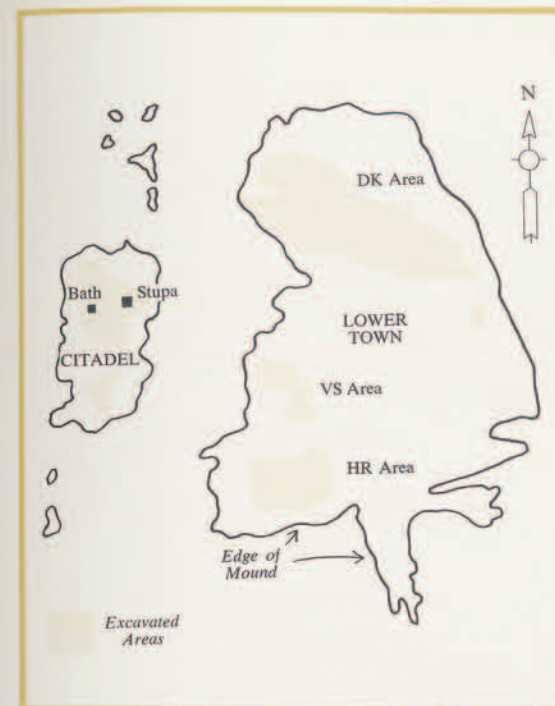 N
DK Area
Bath
Stupa
LOWER
TOWN
CITADEL
VS Area
HR Area
Edge of
Mound
Excavated
Areas